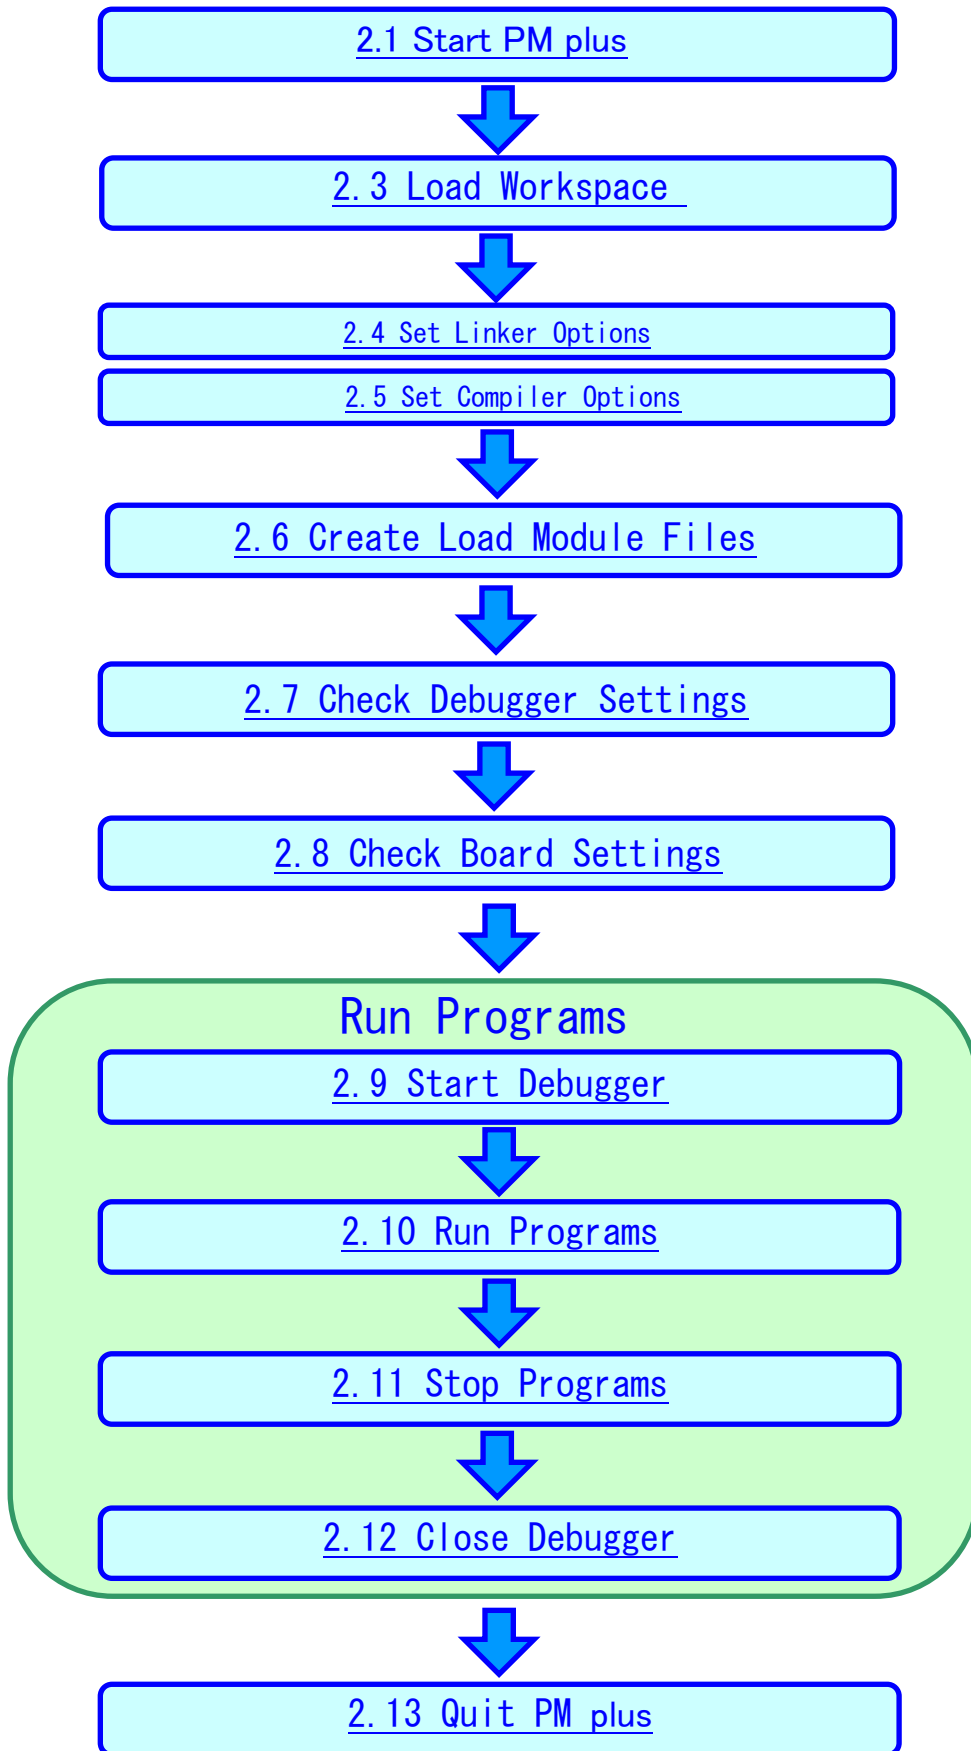 2.1 Start PM plus
2.3 Load Workspace
2.4 Set Linker Options
2.5 Set Compiler Options
2.6 Create Load Module Files
2.7 Check Debugger Settings
2.8 Check Board Settings
Run Programs
2.9 Start Debugger
2.10 Run Programs
2.11 Stop Programs
2.12 Close Debugger
2.13 Quit PM plus